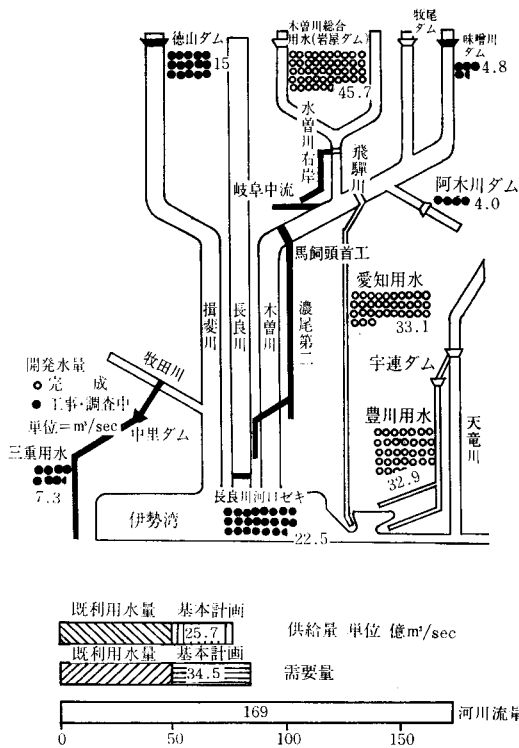 徳山ダム
15
木曽川総合
用水(岩屋ダム)
45.7
牧尾
ダム
味噌川
ダム
4.8
水曽川右岸
飛驒川
岐阜中流
阿木川ダム
4.0
馬飼頭首工
愛知用水
33.1
揖斐川
長良川
木曽川
濃尾第二
宇連ダム
開発水量
完成
工事・調査中
単位=m³/sec
牧田川
中里ダム
三重用水
7.3
豊川用水
32.9
天竜川
長良川河口ゼキ
22.5
伊勢湾
既利用水量 基本計画
25.7
供給量 単位 億m³/sec
既利用水量 基本計画
34.5
需要量
169
河川流量
0 50 100 150